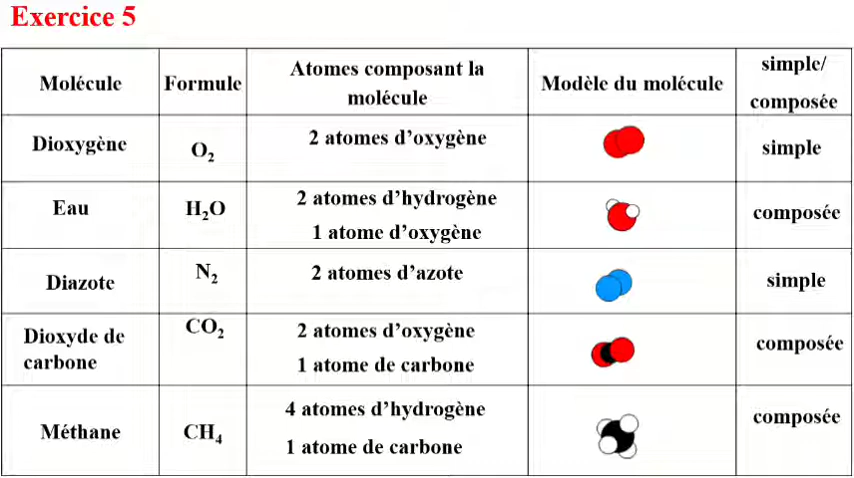 Exercice 5
Molécule Formule Atomes composant la molécule Modèle du molécule simple/ composée
Dioxygène O₂ 2 atomes d’oxygène simple
Eau H₂O 2 atomes d’hydrogène composée
1 atome d’oxygène
Diazote N₂ 2 atomes d’azote simple
Dioxyde de carbone CO₂ 2 atomes d’oxygène composée
1 atome de carbone
Méthane CH₄ 4 atomes d’hydrogène composée
1 atome de carbone